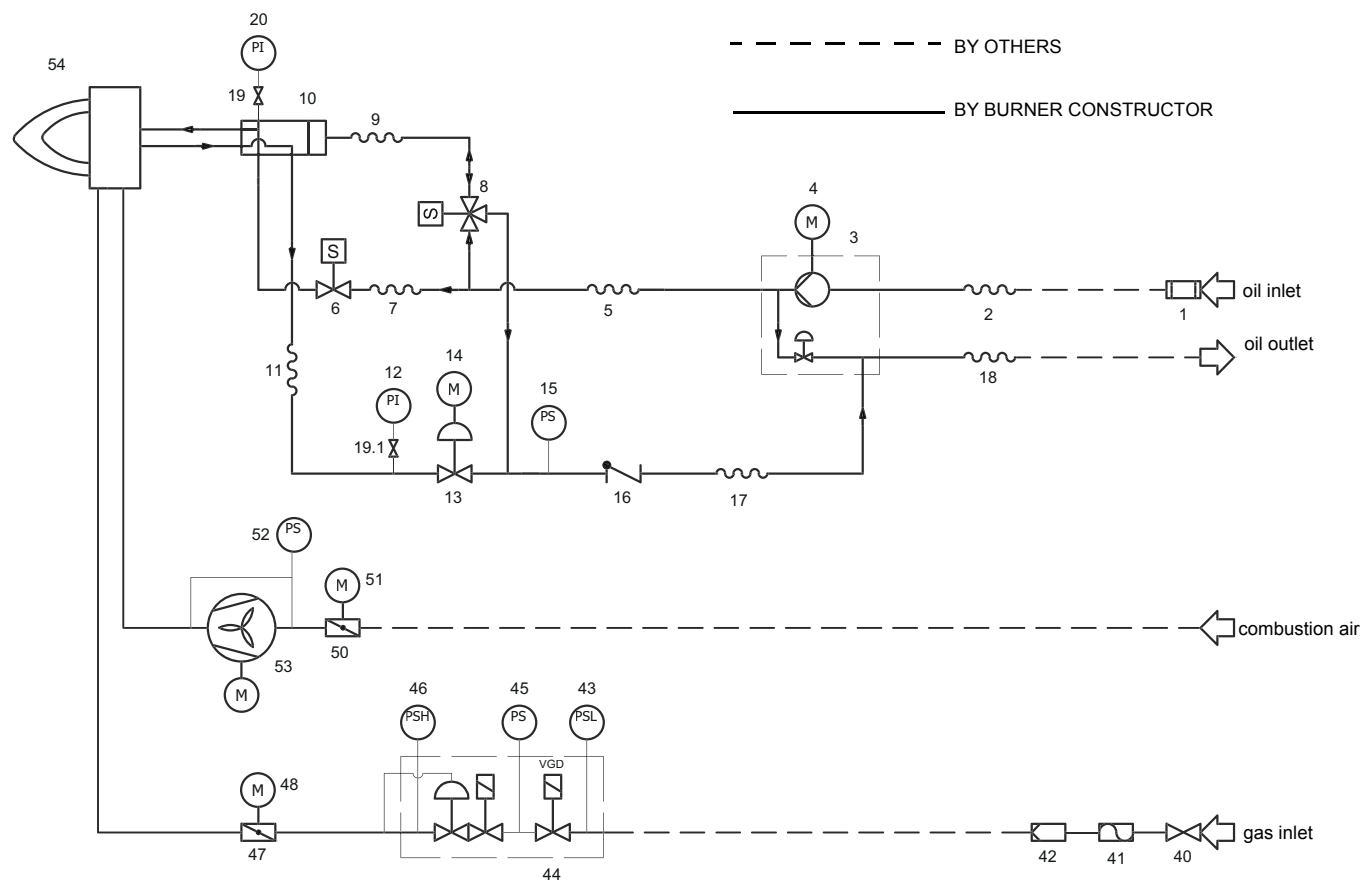 20
PI
BY OTHERS
54
19
10
9
BY BURNER CONSTRUCTOR
8
S
4
M
3
S
6
7
5
2
1
oil inlet
oil outlet
18
11
14
M
12
PI
15
PS
19.1
13
16
17
52
PS
M
51
53
50
M
combustion air
46
45
43
PSH
PS
PSL
VGD
M
48
47
44
42
41
40
gas inlet